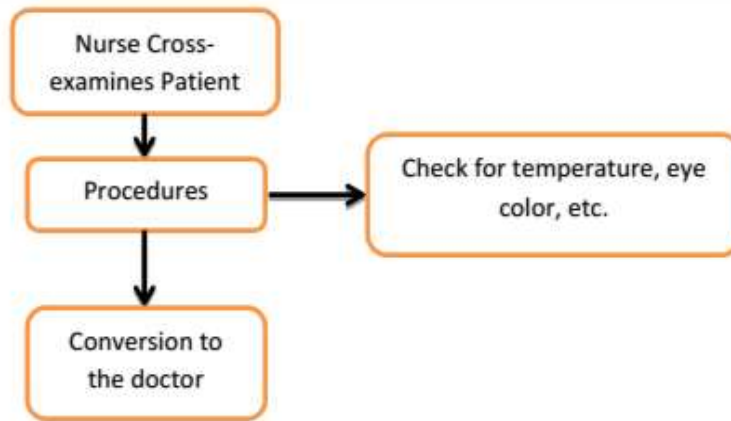 Nurse Cross-
examines Patient
Procedures
Check for temperature, eye
color, etc.
Conversion to
the doctor